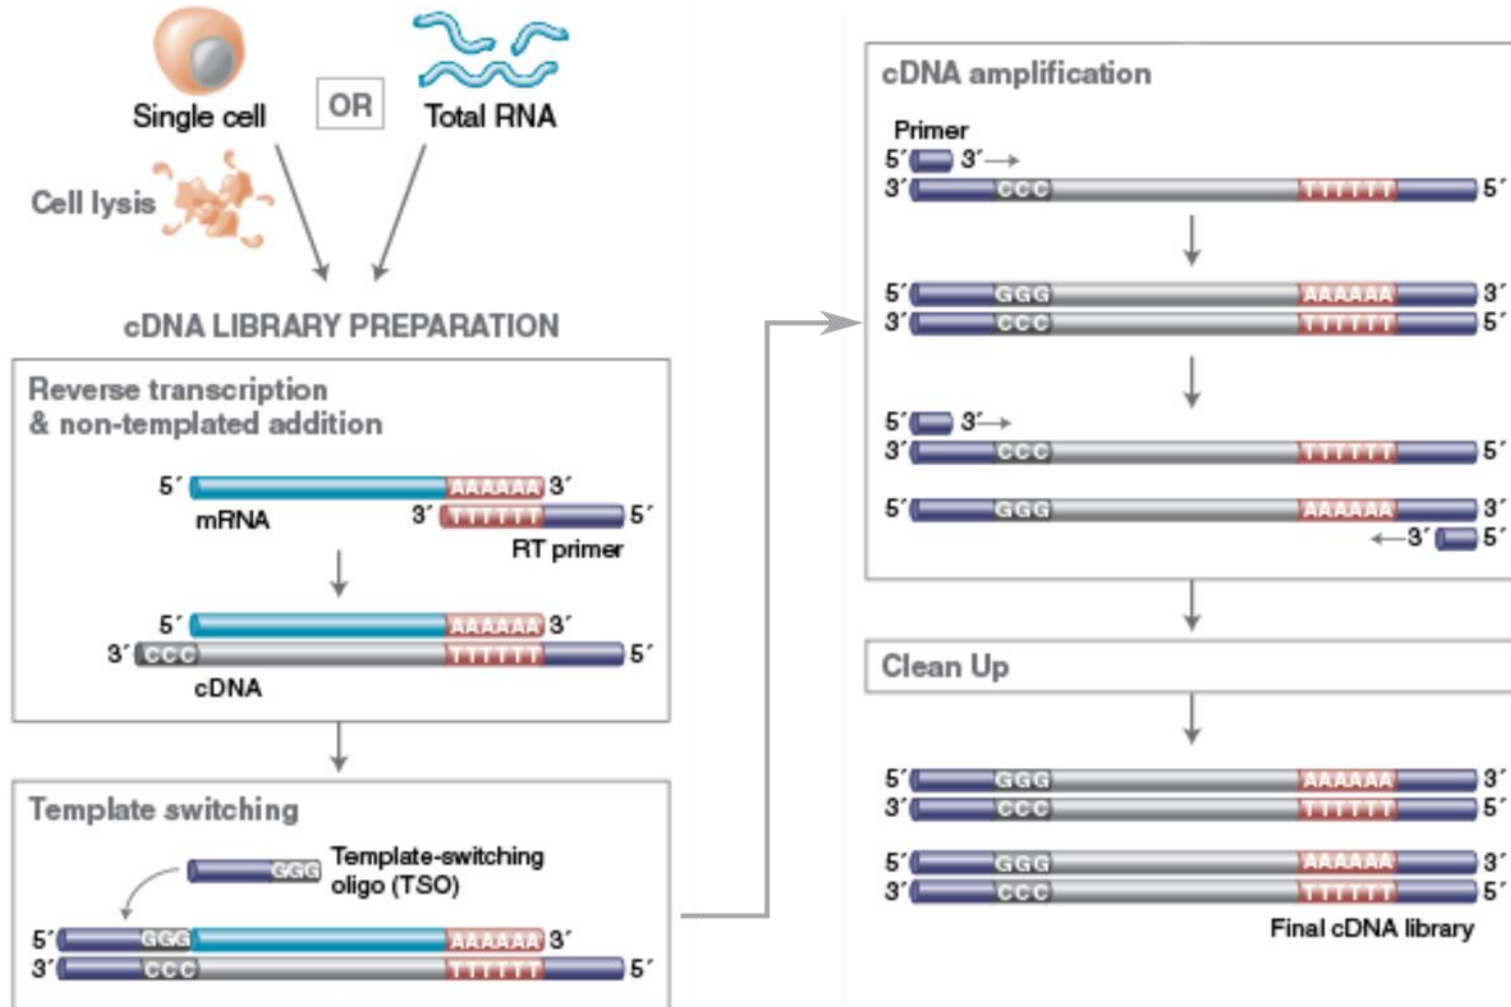 Single cell
OR
Total RNA
Cell lysis
cDNA LIBRARY PREPARATION
Reverse transcription
& non-templated addition
5´ AAAAAA 3´
mRNA
3´ TTTTTT 5´
RT primer
5´ AAAAAA 3´
3´ CCC TTTTTT 5´
cDNA
Template switching
GGG
Template-switching
oligo (TSO)
5´ GGG AAAAAA 3´
3´ CCC TTTTTT 5´
cDNA amplification
Primer
5´ 3´
3´ CCC TTTTTT 5´
5´ GGG AAAAAA 3´
3´ CCC TTTTTT 5´
5´ 3´
3´ CCC TTTTTT 5´
5´ GGG AAAAAA 3´
3´ 5´
Clean Up
5´ GGG AAAAAA 3´
3´ CCC TTTTTT 5´
5´ GGG AAAAAA 3´
3´ CCC TTTTTT 5´
Final cDNA library